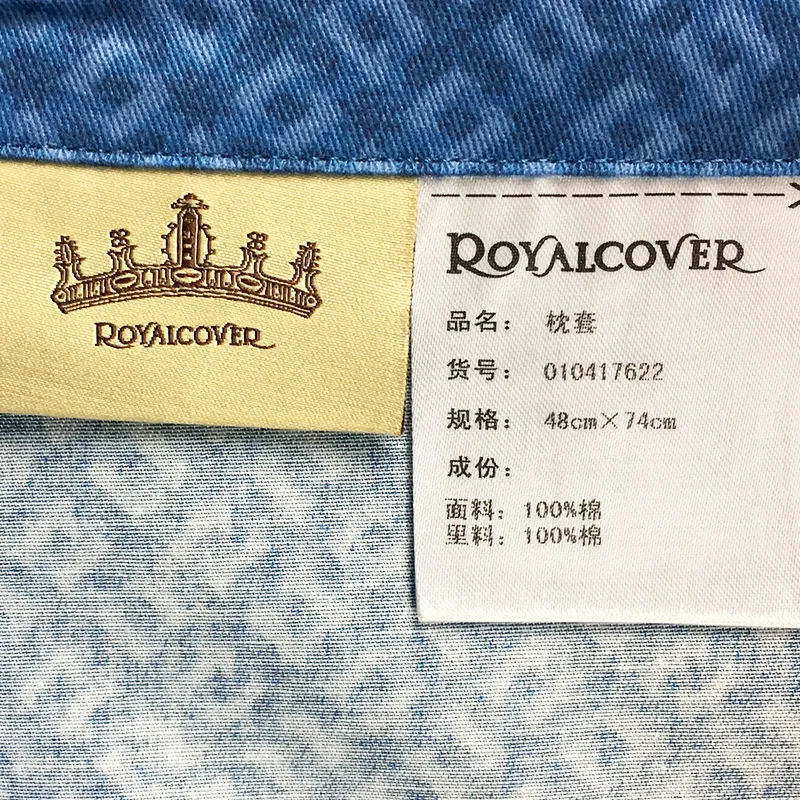 ROYALCOVER
ROYALCOVER
品名： 枕套
货号： 010417622
规格： 48cm×74cm
成份：
面料：100%棉
里料：100%棉